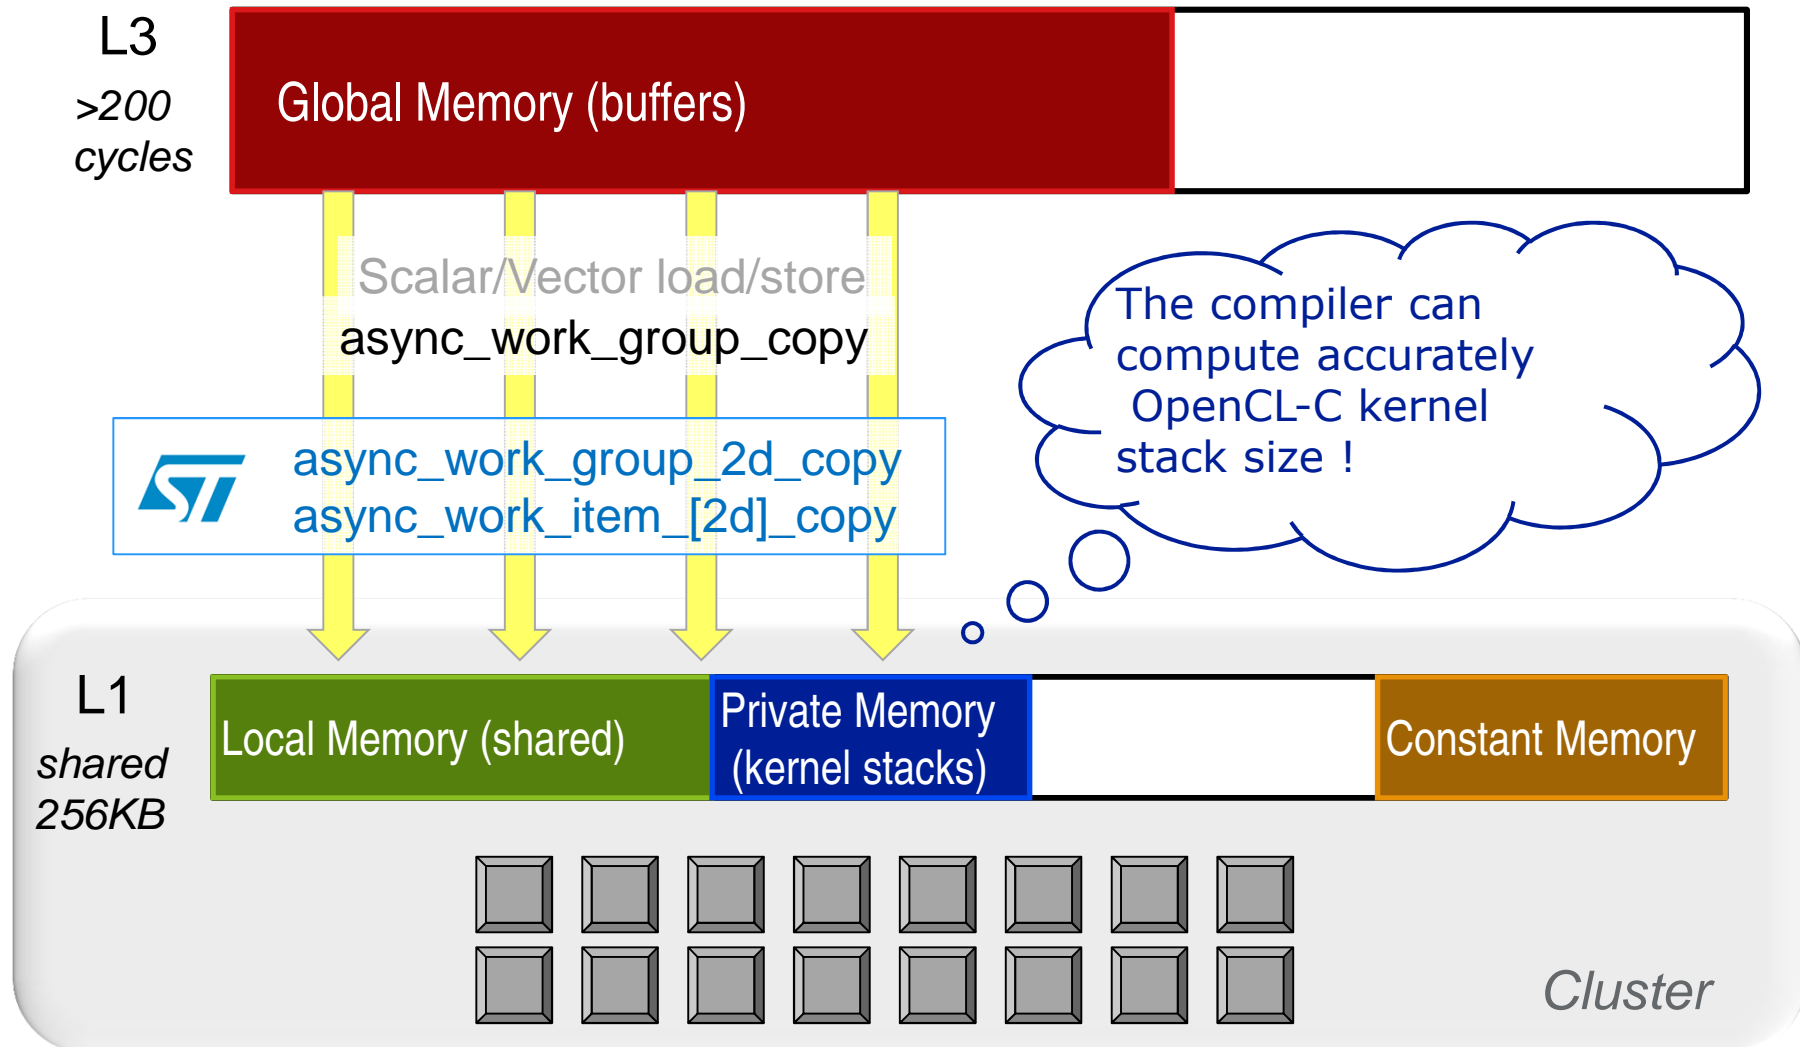 L3
>200
cycles
Global Memory (buffers)
Scalar/Vector load/store
async_work_group_copy
The compiler can
compute accurately
OpenCL-C kernel
stack size !
ST
async_work_group_2d_copy
async_work_item_[2d]_copy
L1
shared
256KB
Local Memory (shared)
Private Memory
(kernel stacks)
Constant Memory
Cluster